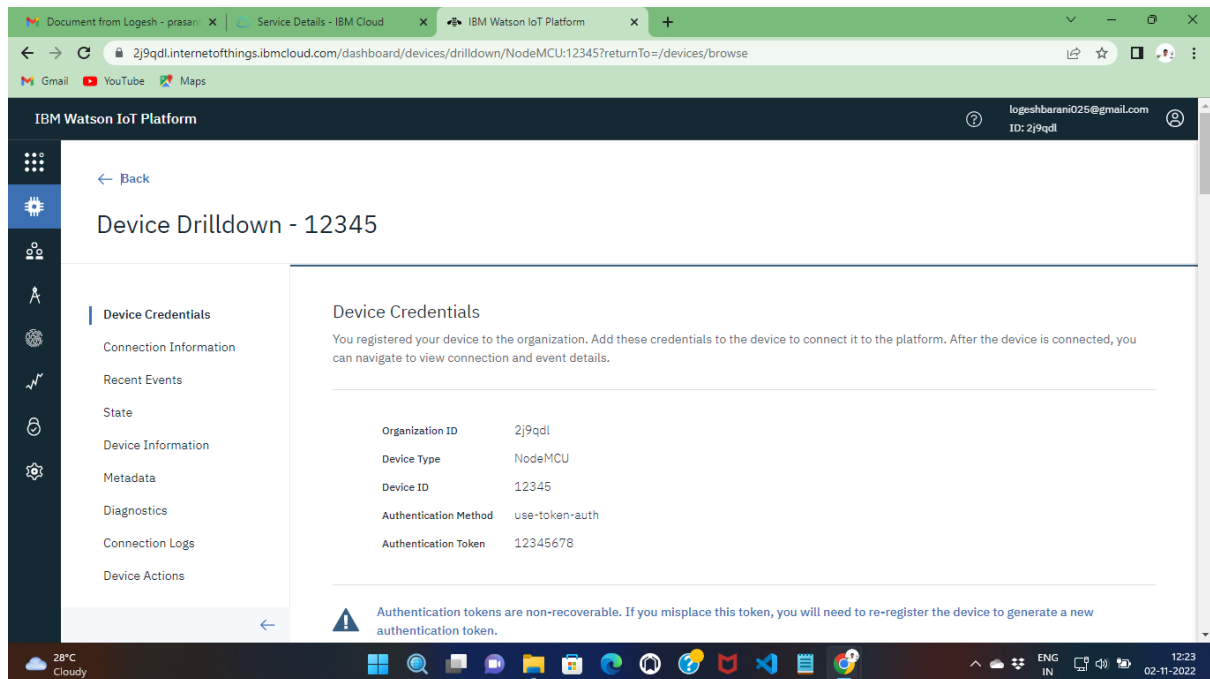 Document from Logesh - prasant
Service Details - IBM Cloud
IBM Watson IoT Platform
2j9qdl.internetofthings.ibmcloud.com/dashboard/devices/drilldown/NodeMCU:12345?returnTo=/devices/browse
Gmail YouTube Maps
IBM Watson IoT Platform
logeshbarani025@gmail.com
ID: 2j9qdl
Back
Device Drilldown - 12345
Device Credentials
Connection Information
Recent Events
State
Device Information
Metadata
Diagnostics
Connection Logs
Device Actions
Device Credentials
You registered your device to the organization. Add these credentials to the device to connect it to the platform. After the device is connected, you
can navigate to view connection and event details.
Organization ID 2j9qdl
Device Type NodeMCU
Device ID 12345
Authentication Method use-token-auth
Authentication Token 12345678
Authentication tokens are non-recoverable. If you misplace this token, you will need to re-register the device to generate a new
authentication token.
28°C
Cloudy
ENG
IN
12:23
02-11-2022